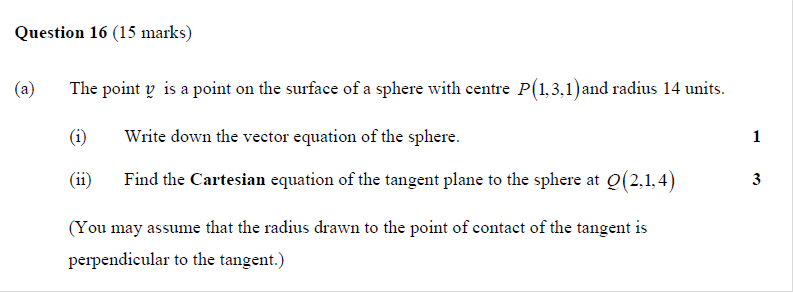 Question 16 (15 marks)
(a) The point v is a point on the surface of a sphere with centre P(1,3,1)and radius 14 units.
(i) Write down the vector equation of the sphere. 1
(ii) Find the Cartesian equation of the tangent plane to the sphere at Q(2,1,4) 3
(You may assume that the radius drawn to the point of contact of the tangent is
perpendicular to the tangent.)